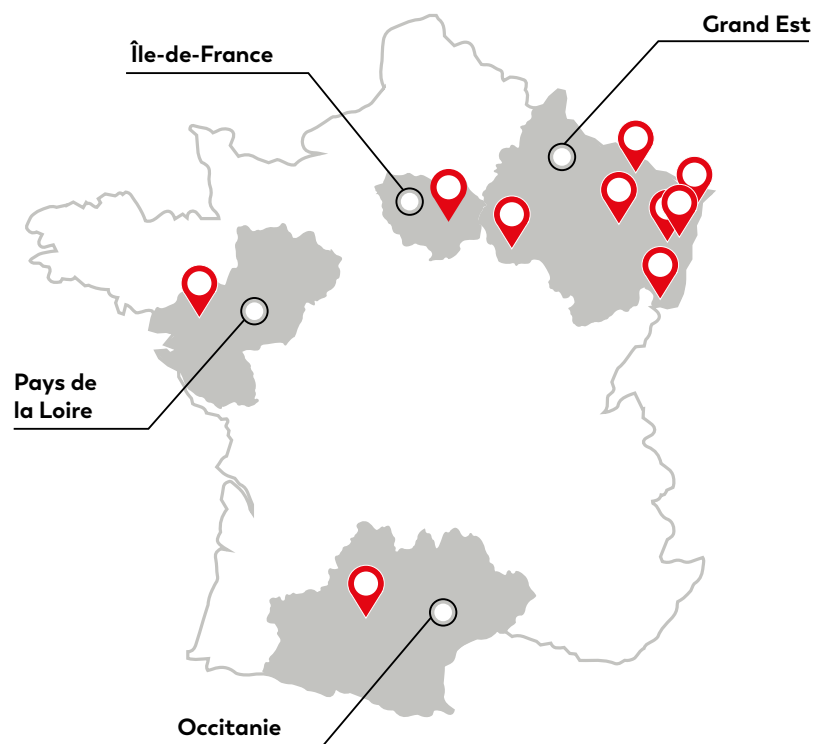 Grand Est
Île-de-France
Pays de
la Loire
Occitanie